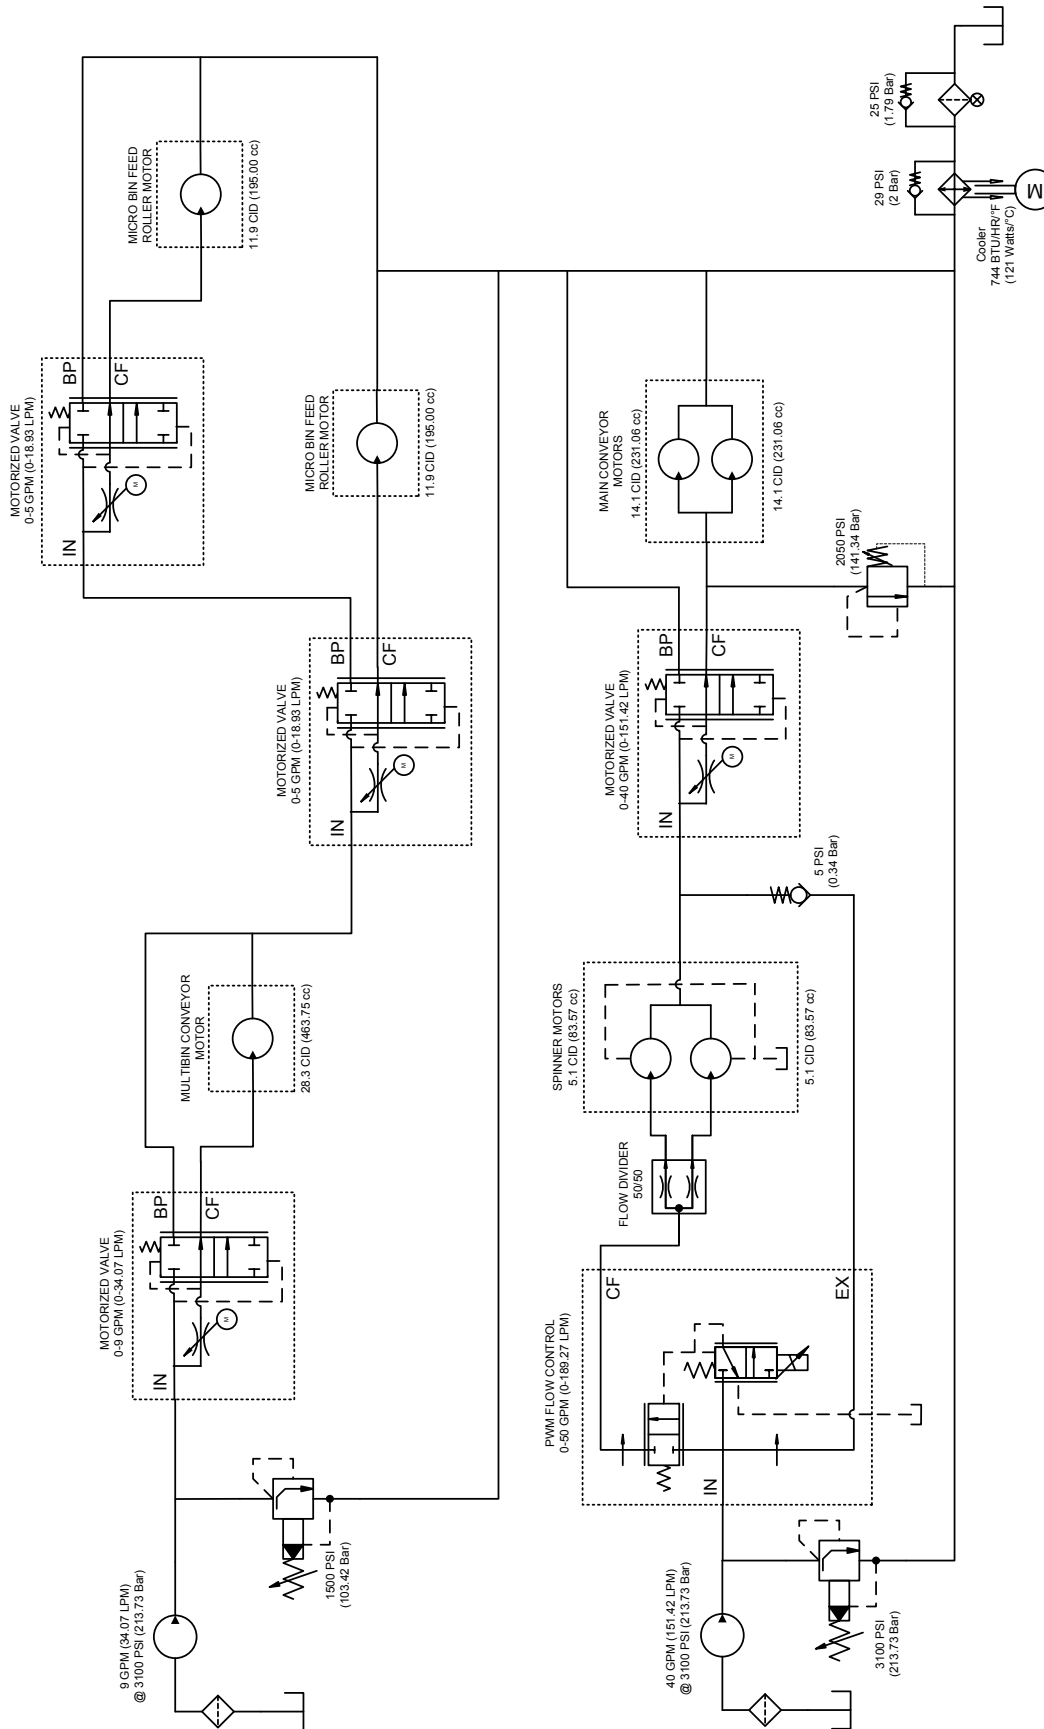 9 GPM (34.07 LPM)
@ 3100 PSI (213.73 Bar)
1500 PSI
(103.42 Bar)
MOTORIZED VALVE
0-9 GPM (0-34.07 LPM)
IN
BP
CF
M
MULTIBIN CONVEYOR
MOTOR
28.3 CID (463.75 cc)
MOTORIZED VALVE
0-5 GPM (0-18.93 LPM)
IN
BP
CF
M
MICRO BIN FEED
ROLLER MOTOR
11.9 CID (195.00 cc)
MOTORIZED VALVE
0-5 GPM (0-18.93 LPM)
IN
BP
CF
M
MICRO BIN FEED
ROLLER MOTOR
11.9 CID (195.00 cc)
40 GPM (151.42 LPM)
@ 3100 PSI (213.73 Bar)
3100 PSI
(213.73 Bar)
PWM FLOW CONTROL
0-50 GPM (0-189.27 LPM)
IN
CF
EX
FLOW DIVIDER
50/50
SPINNER MOTORS
5.1 CID (83.57 cc)
5.1 CID (83.57 cc)
5 PSI
(0.34 Bar)
MOTORIZED VALVE
0-40 GPM (0-151.42 LPM)
IN
BP
CF
M
2050 PSI
(141.34 Bar)
MAIN CONVEYOR
MOTORS
14.1 CID (231.06 cc)
14.1 CID (231.06 cc)
29 PSI
(2 Bar)
Cooler
744 BTU/HR/°F
(121 Watts/°C)
M
25 PSI
(1.79 Bar)